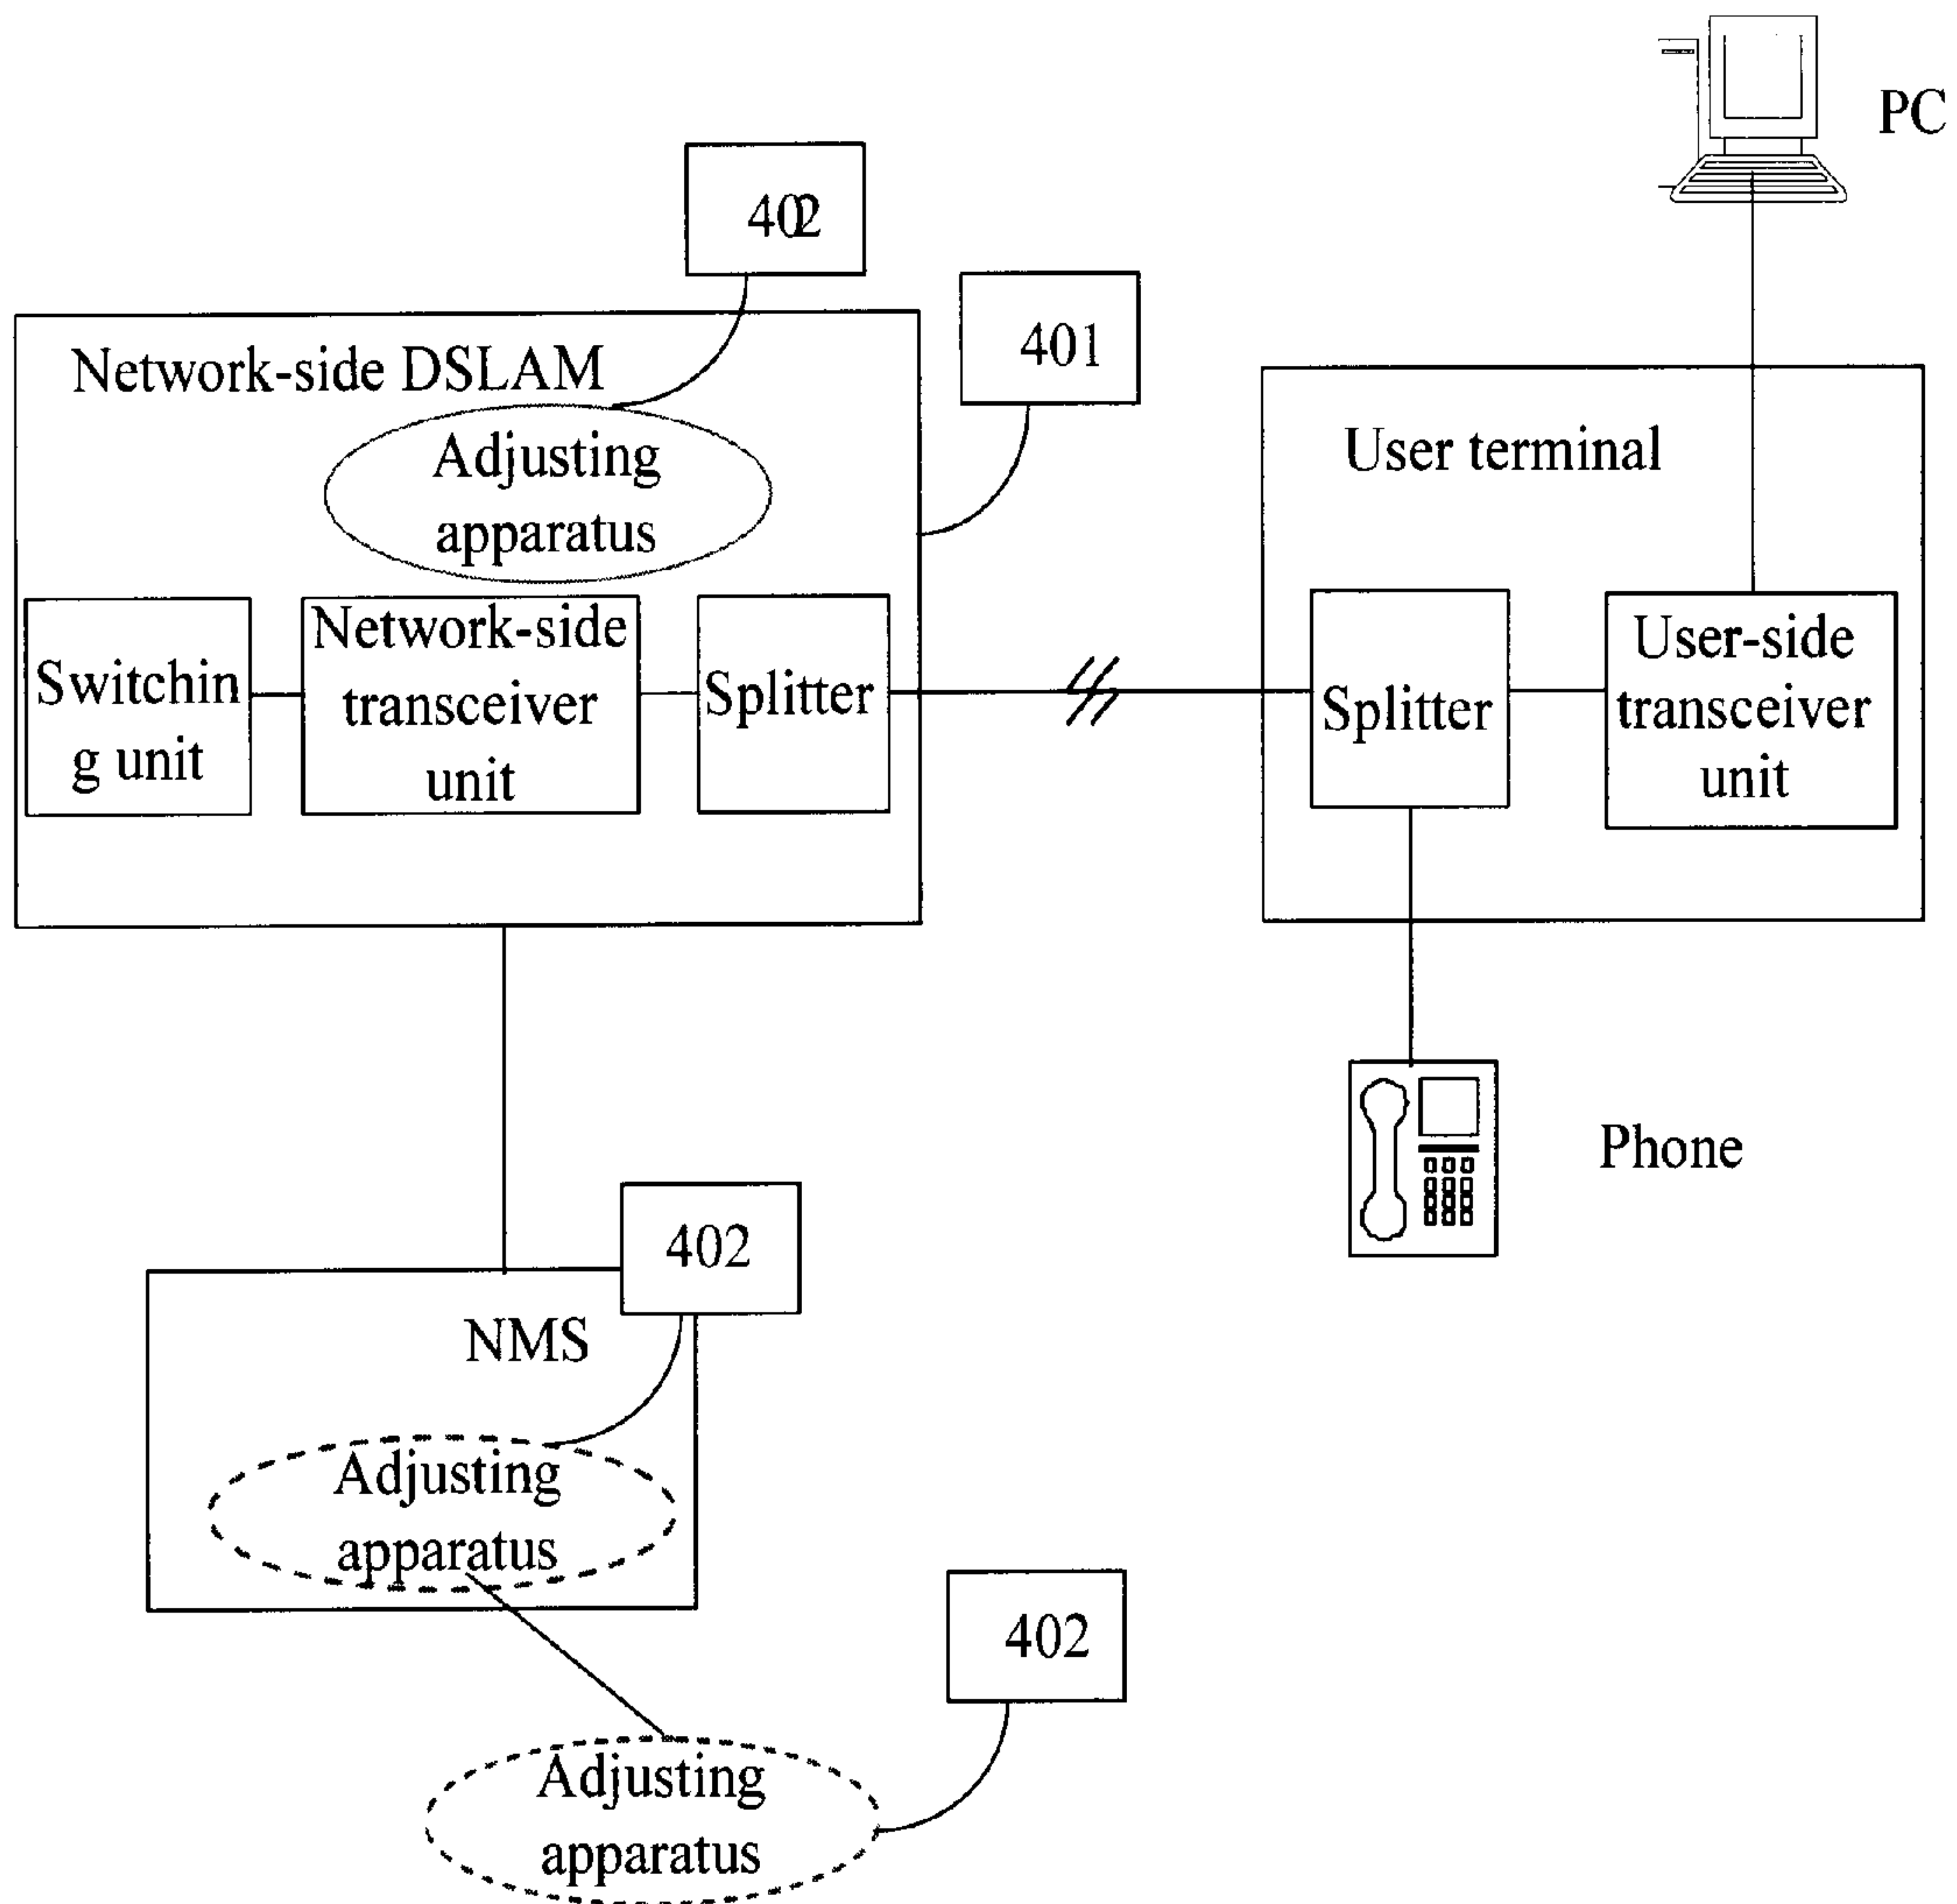 PC
402
401
Network-side DSLAM
Adjusting
apparatus
User terminal
Switchin
g unit
Network-side
transceiver
unit
Splitter
Splitter
User-side
transceiver
unit
Phone
402
NMS
Adjusting
apparatus
402
Adjusting
apparatus